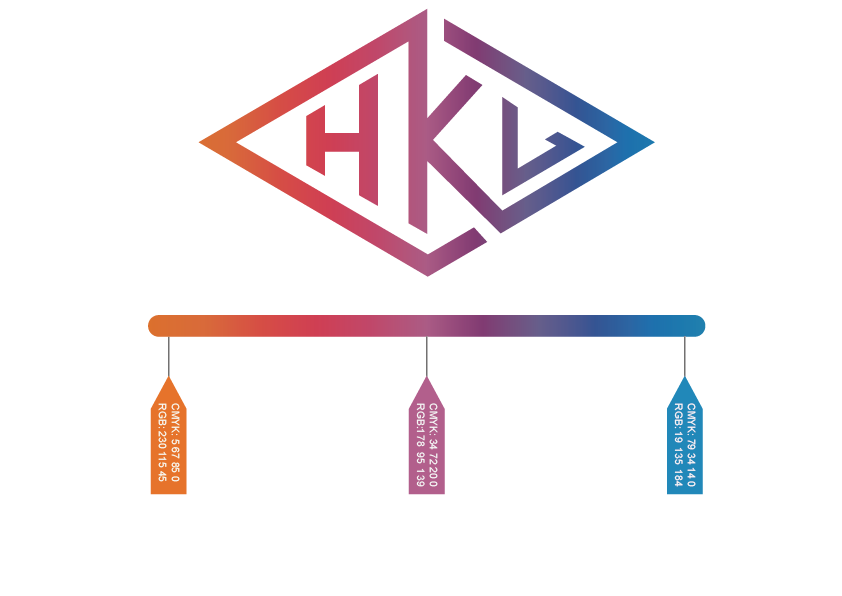 HKL
CMYK: 5 67 85 0
RGB: 230 115 45
CMYK: 34 72 20 0
RGB:178 95 139
CMYK: 79 34 14 0
RGB: 19 135 184